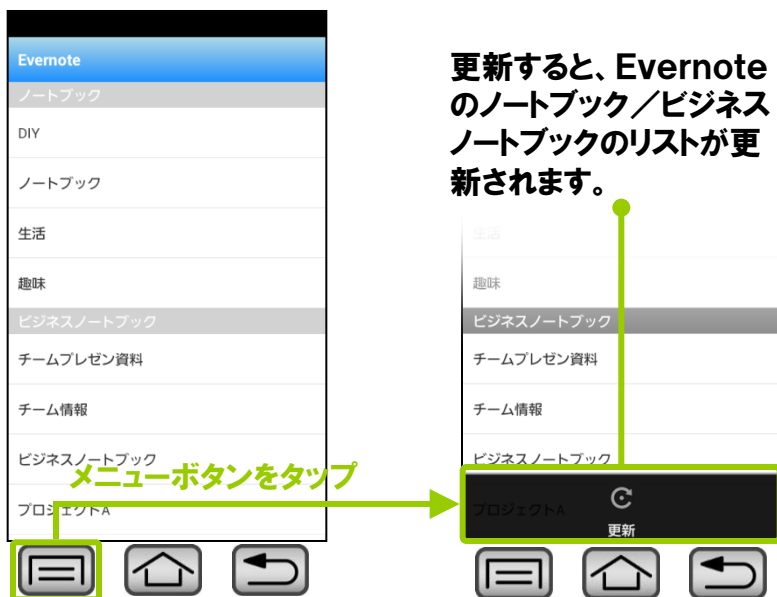 Evernote
ノートブック
DIY
ノートブック
生活
趣味
ビジネスノートブック
チームプレゼン資料
チーム情報
ビジネスノートブック
プロジェクトA
メニューボタンをタップ
更新すると、Evernote
のノートブック／ビジネス
ノートブックのリストが更
新されます。
生活
趣味
ビジネスノートブック
チームプレゼン資料
チーム情報
ビジネスノートブック
プロジェクトA
更新